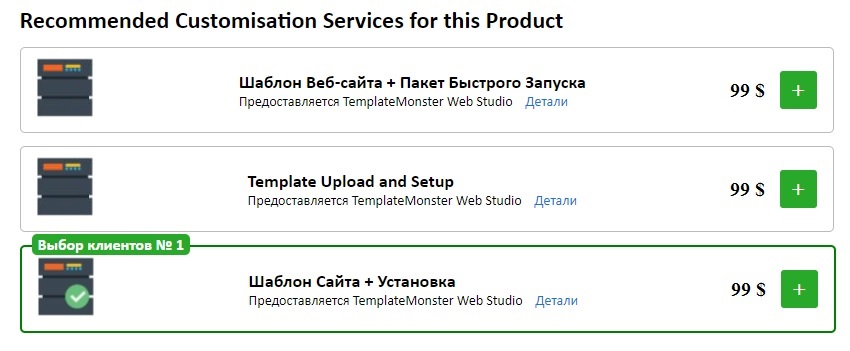 Recommended Customisation Services for this Product
Шаблон Веб-сайта + Пакет Быстрого Запуска
99 $ +
Предоставляется TemplateMonster Web Studio Детали
Template Upload and Setup
99 $ +
Предоставляется TemplateMonster Web Studio Детали
Выбор клиентов № 1
Шаблон Сайта + Установка
99 $ +
Предоставляется TemplateMonster Web Studio Детали